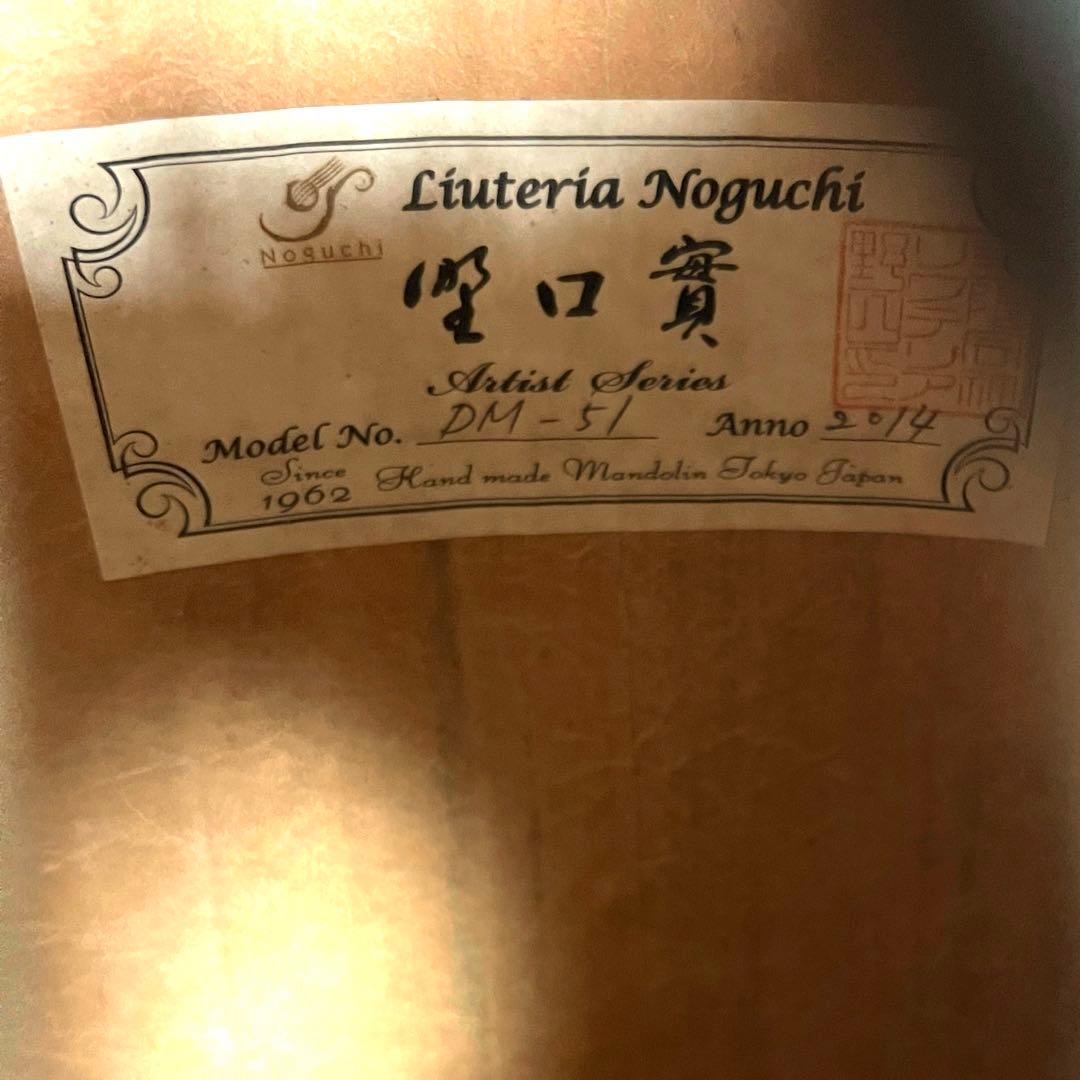 Noguchi
Liuteria Noguchi
野口實
Artist Series
Model No. DM-51 Anno 2014
Since 1962
Hand made Mandolin Tokyo Japan